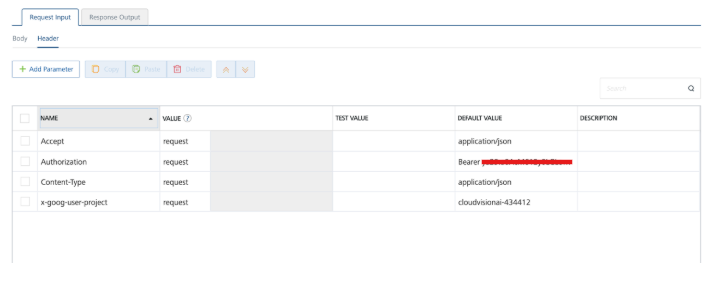 Request Input Response Output
Body Header
+ Add Parameter Copy Paste Delete
Search
NAME VALUE ? TEST VALUE DEFAULT VALUE DESCRIPTION
Accept request application/json
Authorization request Bearer
Content-Type request application/json
x-goog-user-project request cloudvisionai-434412